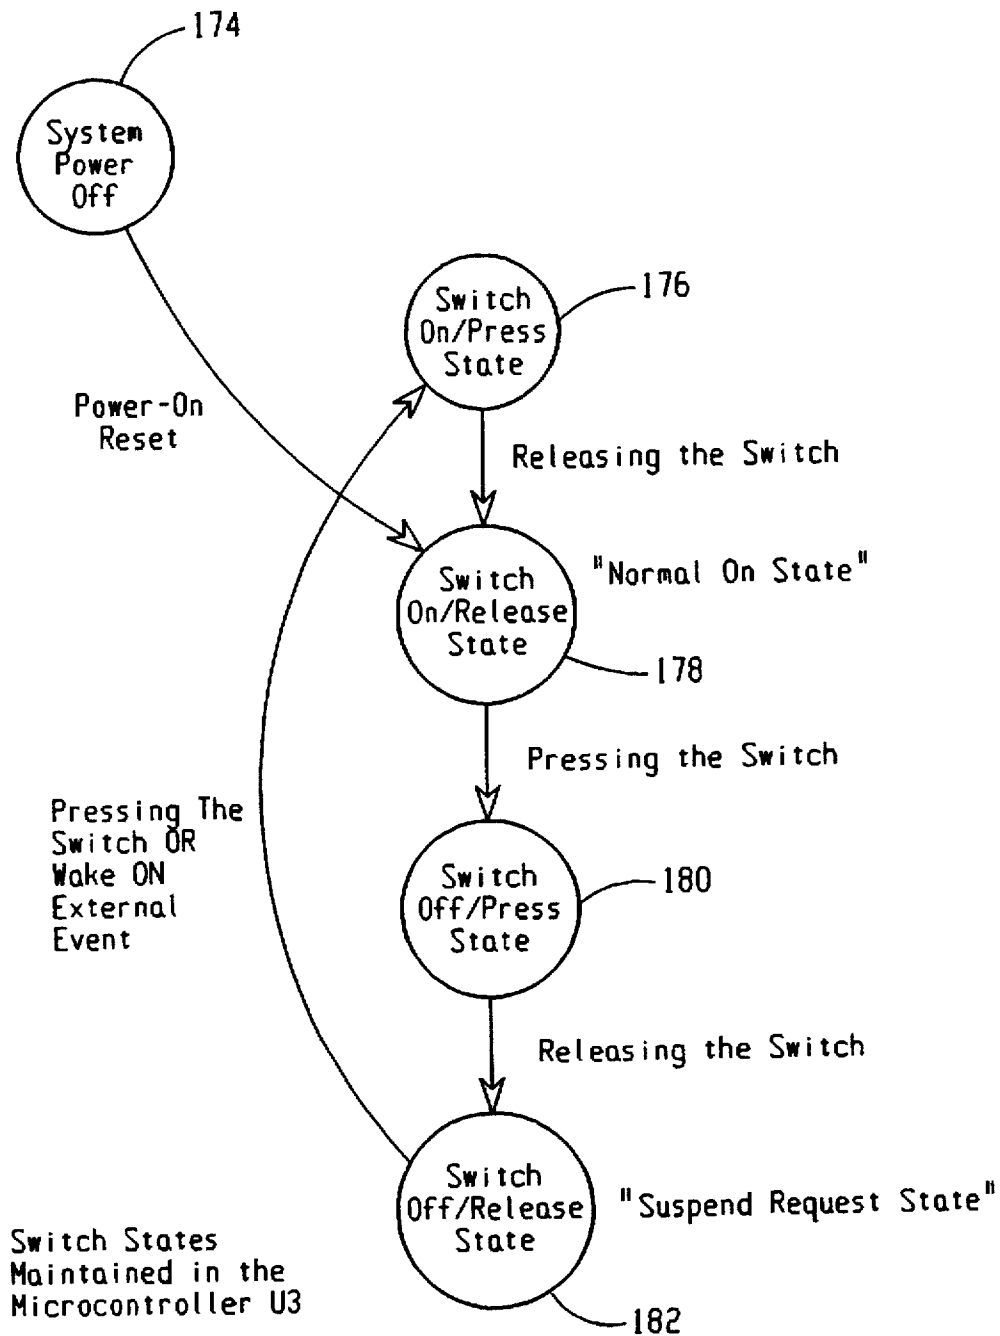 174
System
Power
Off
176
Switch
On/Press
State
Power-On
Reset
Releasing the Switch
"Normal On State"
Switch
On/Release
State
178
Pressing the Switch
Pressing The
Switch OR
Wake ON
External
Event
Switch
Off/Press
State
180
Releasing the Switch
Switch
Off/Release
State
"Suspend Request State"
Switch States
Maintained in the
Microcontroller U3
182